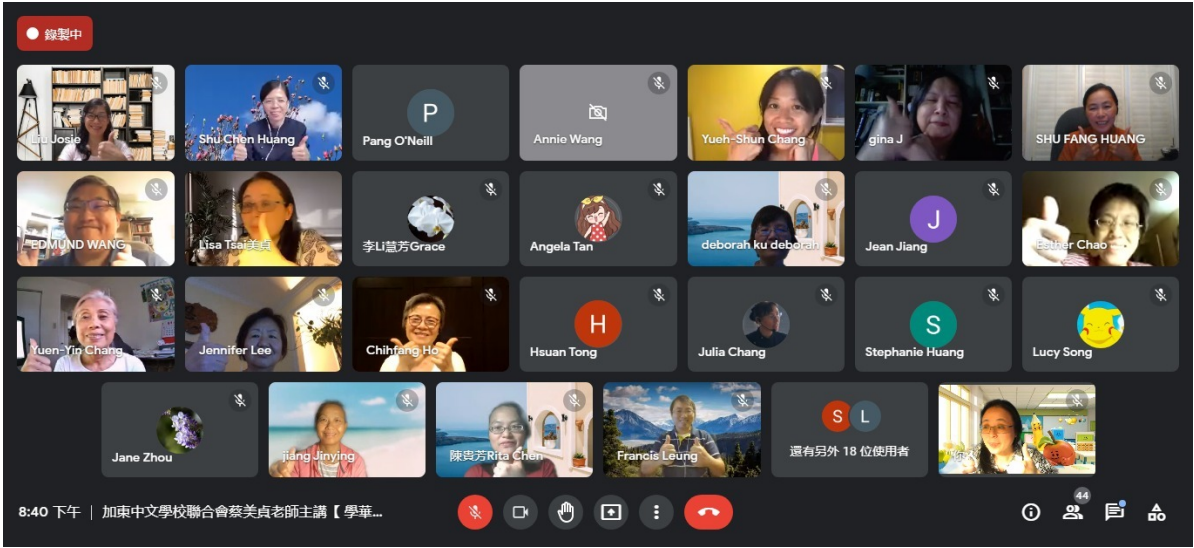 錄製中
Liu Josie
Shu Chen Huang
P
Pang O'Neill
Annie Wang
Yueh-Shun Chang
gina J
SHU FANG HUANG
EDMUND WANG
Lisa Tsai美貞
李LI慧芳Grace
Angela Tan
deborah ku deborah
J
Jean Jiang
Esther Chao
Yuen-Yin Chang
Jennifer Lee
Chihfang Ho
H
Hsuan Tong
Julia Chang
S
Stephanie Huang
Lucy Song
Jane Zhou
jiang Jinying
陳貴芳Rita Chen
Francis Leung
S L
還有另外 18 位使用者
你
8:40 下午 | 加東中文學校聯合會蔡美貞老師主講【 學華...
44